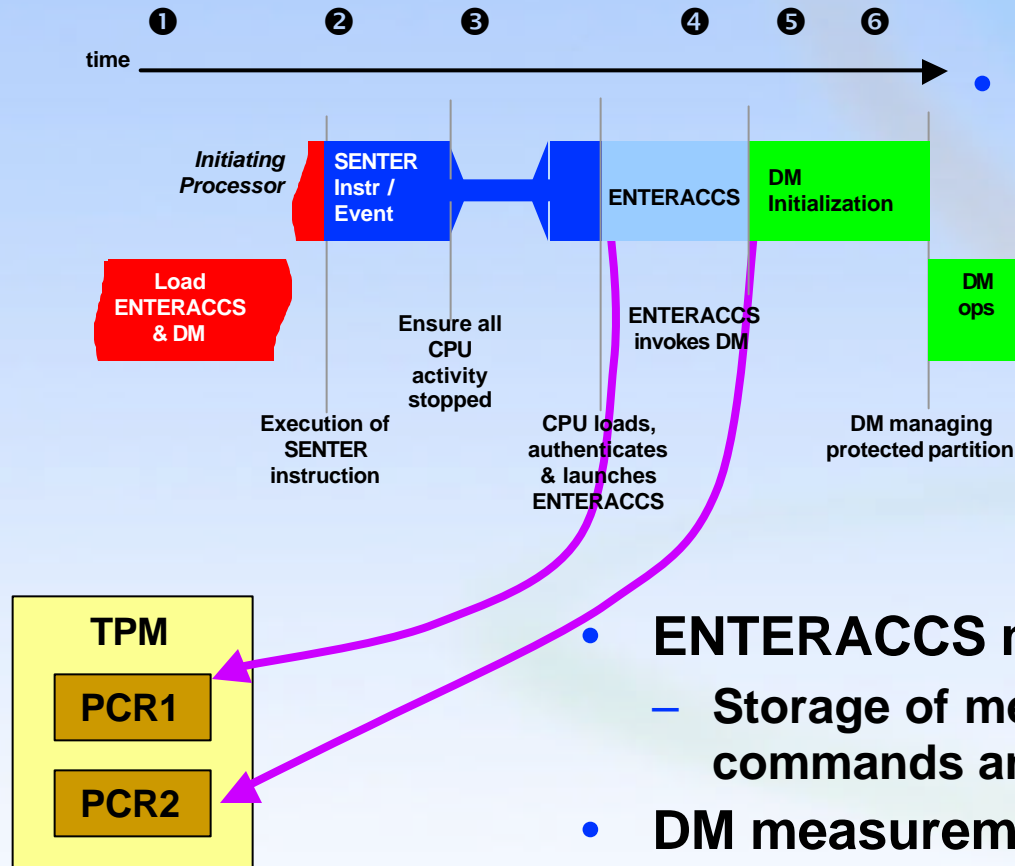 ❶ ❷ ❸ ❹ ❺ ❻
time
Initiating
Processor
SENTER
Instr /
Event
ENTERACCS
DM
Initialization
Load
ENTERACCS
& DM
DM
ops
Ensure all
CPU
activity
stopped
ENTERACCS
invokes DM
Execution of
SENTER
instruction
CPU loads,
authenticates
& launches
ENTERACCS
DM managing
protected partition
TPM
PCR1
PCR2
• ENTERACCS
– Storage of
commands
• DM